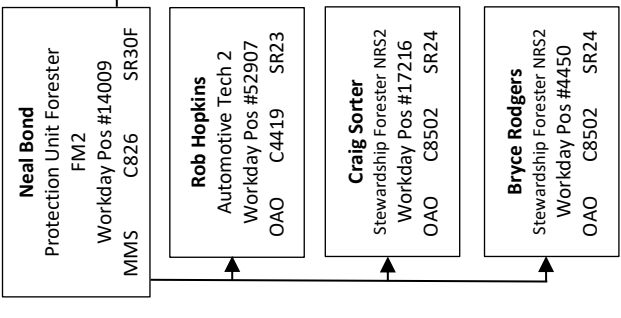 Neal Bond
Protection Unit Forester
FM2
Workday Pos #14009
MMS C826 SR30F
Rob Hopkins
Automotive Tech 2
Workday Pos #52907
OAO C4419 SR23
Craig Sorter
Stewardship Forester NRS2
Workday Pos #17216
OAO C8502 SR24
Bryce Rodgers
Stewardship Forester NRS2
Workday Pos #4450
OAO C8502 SR24